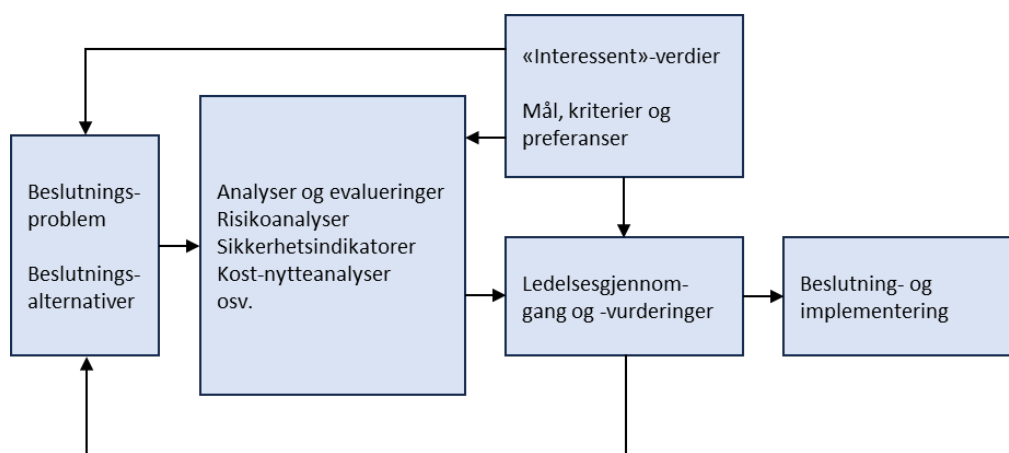 «Interessent»-verdier
Mål, kriterier og
preferanser
Beslutnings-
problem
Beslutnings-
alternativer
Analyser og evalueringer
Risikoanalyser
Sikkerhetsindikatorer
Kost-nytteanalyser
osv.
Ledelsesgjennom-
gang og -vurderinger
Beslutning- og
implementering